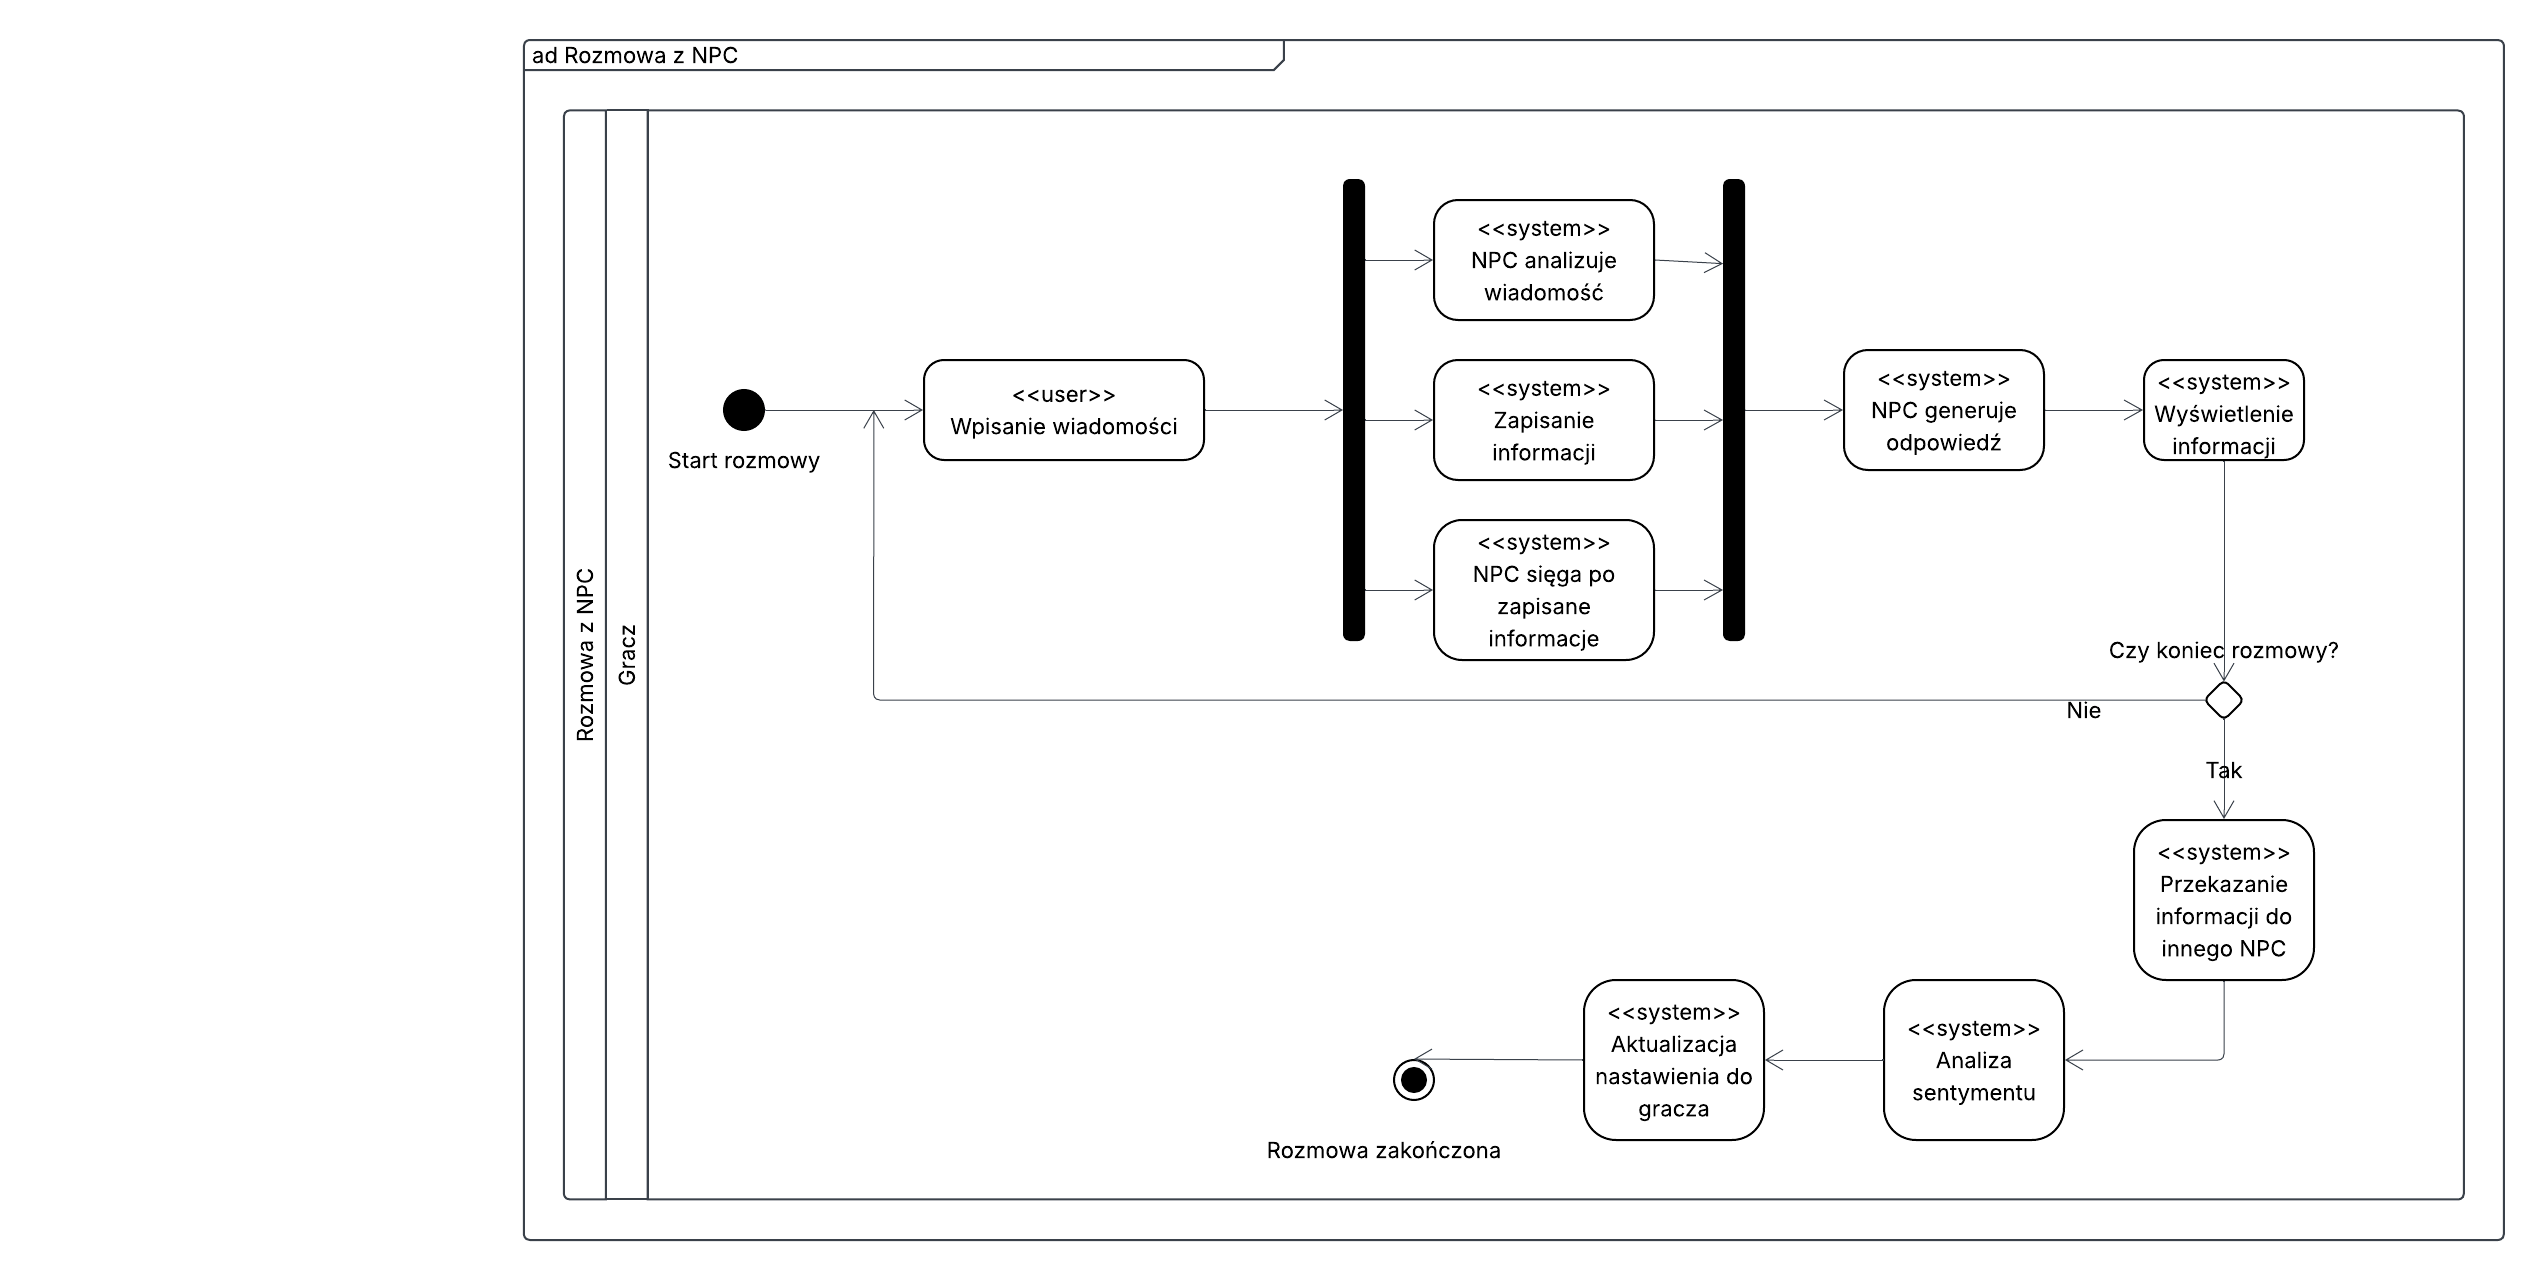 ad Rozmowa z NPC
Rozmowa z NPC
Gracz
Start rozmowy
<<user>>
Wpisanie wiadomości
<<system>>
NPC analizuje
wiadomość
<<system>>
Zapisanie
informacji
<<system>>
NPC sięga po
zapisane
informacje
<<system>>
NPC generuje
odpowiedź
<<system>>
Wyświetlenie
informacji
Czy koniec rozmowy?
Nie
Tak
<<system>>
Przekazanie
informacji do
innego NPC
<<system>>
Analiza
sentymentu
<<system>>
Aktualizacja
nastawienia do
gracza
Rozmowa zakończona